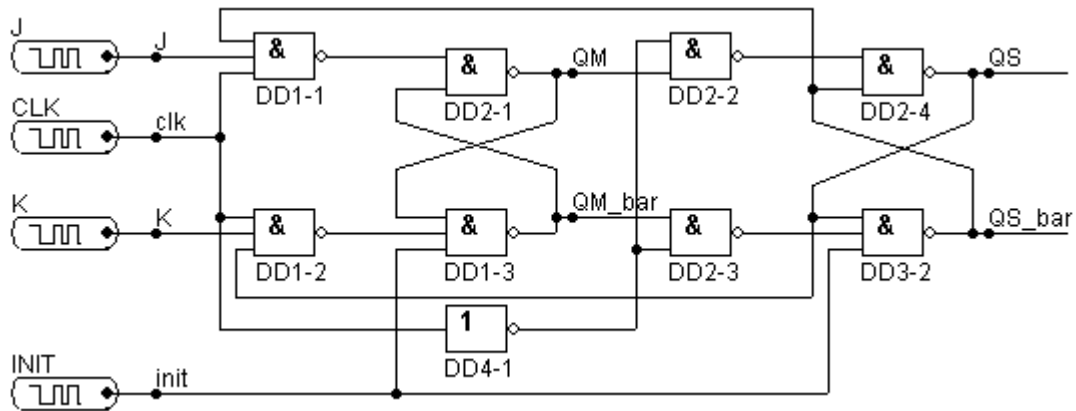 J
J
&
DD1-1
&
DD2-1
QM
&
DD2-2
&
DD2-4
QS
CLK
clk
K
K
&
DD1-2
&
DD1-3
QM_bar
&
DD2-3
&
DD3-2
QS_bar
1
DD4-1
INIT
init